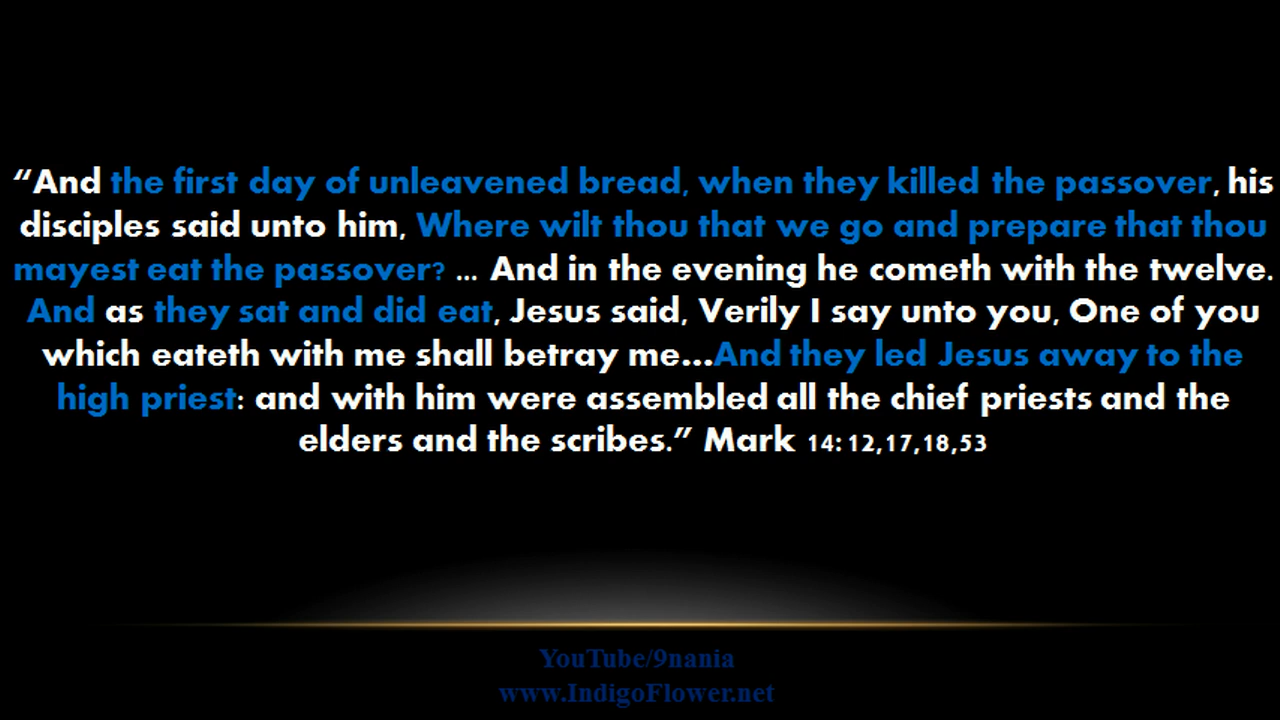 “And the first day of unleavened bread, when they killed the passover, his
disciples said unto him, Where wilt thou that we go and prepare that thou
mayest eat the passover? ... And in the evening he cometh with the twelve.
And as they sat and did eat, Jesus said, Verily I say unto you, One of you
which eateth with me shall betray me...And they led Jesus away to the
high priest: and with him were assembled all the chief priests and the
elders and the scribes.” Mark 14:12,17,18,53
YouTube/9nania
www.IndigoFlower.net